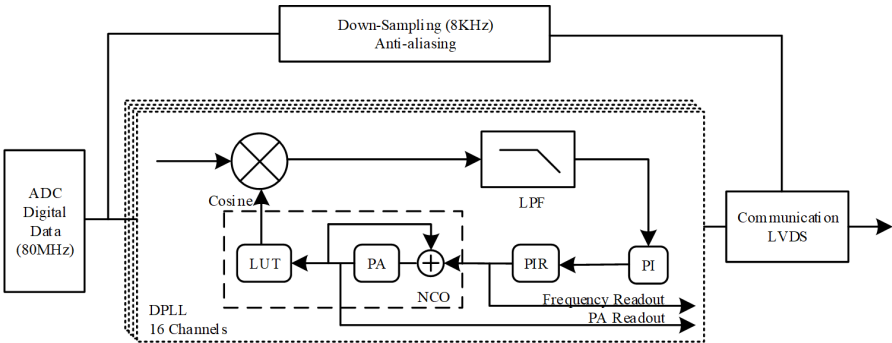 Down-Sampling (8KHz)
Anti-aliasing
ADC
Digital
Data
(80MHz)
Cosine
LPF
LUT
PA
NCO
PIR
PI
Communication
LVDS
Frequency Readout
PA Readout
DPLL
16 Channels